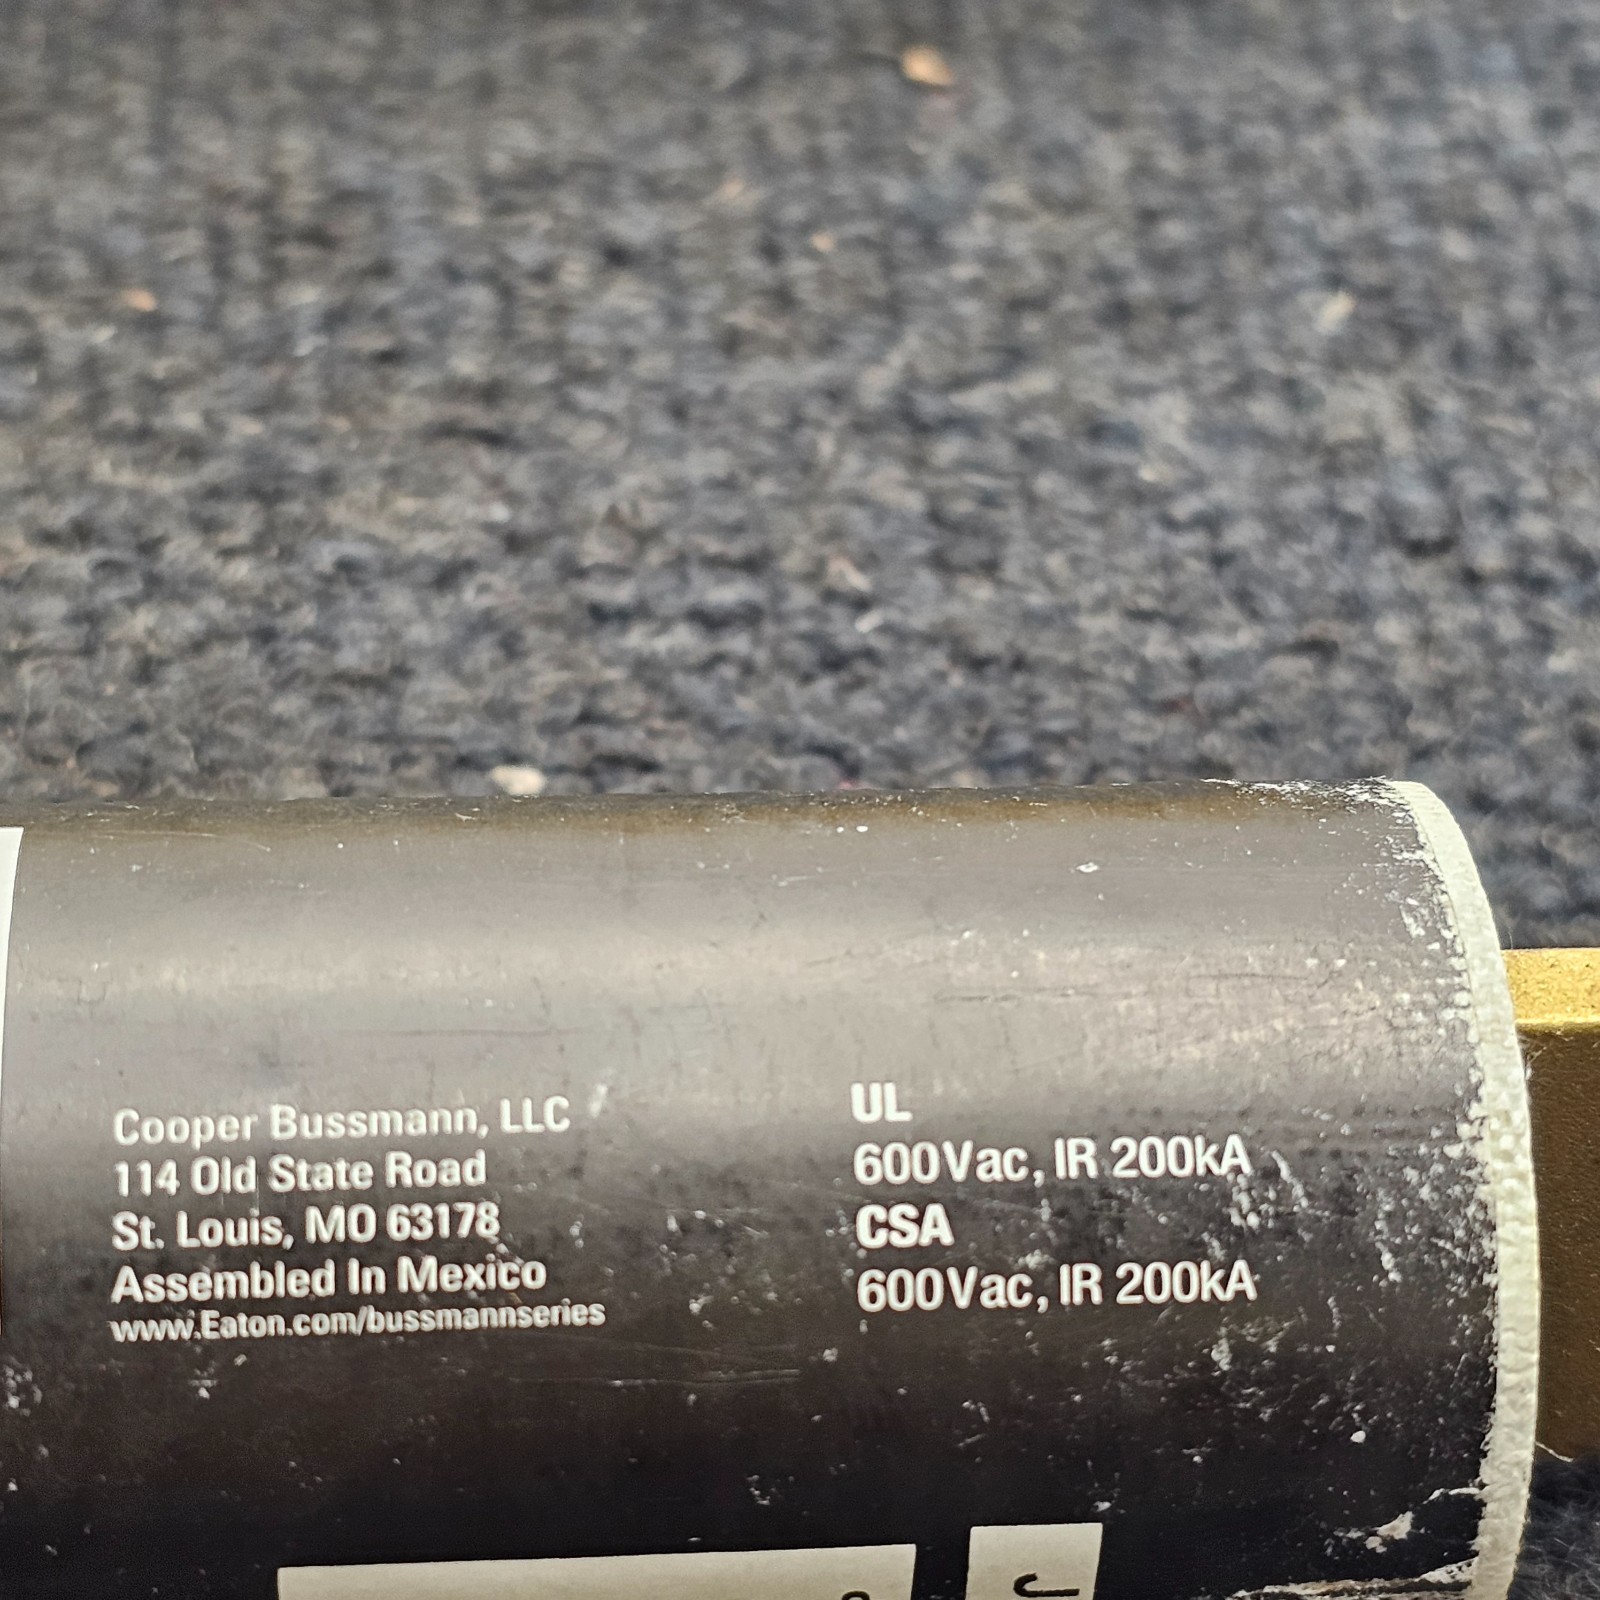 Cooper Bussmann, LLC
114 Old State Road
St. Louis, MO 63178
Assembled In Mexico
www.Eaton.com/bussmannseries
UL
600Vac, IR 200kA
CSA
600Vac, IR 200kA
J